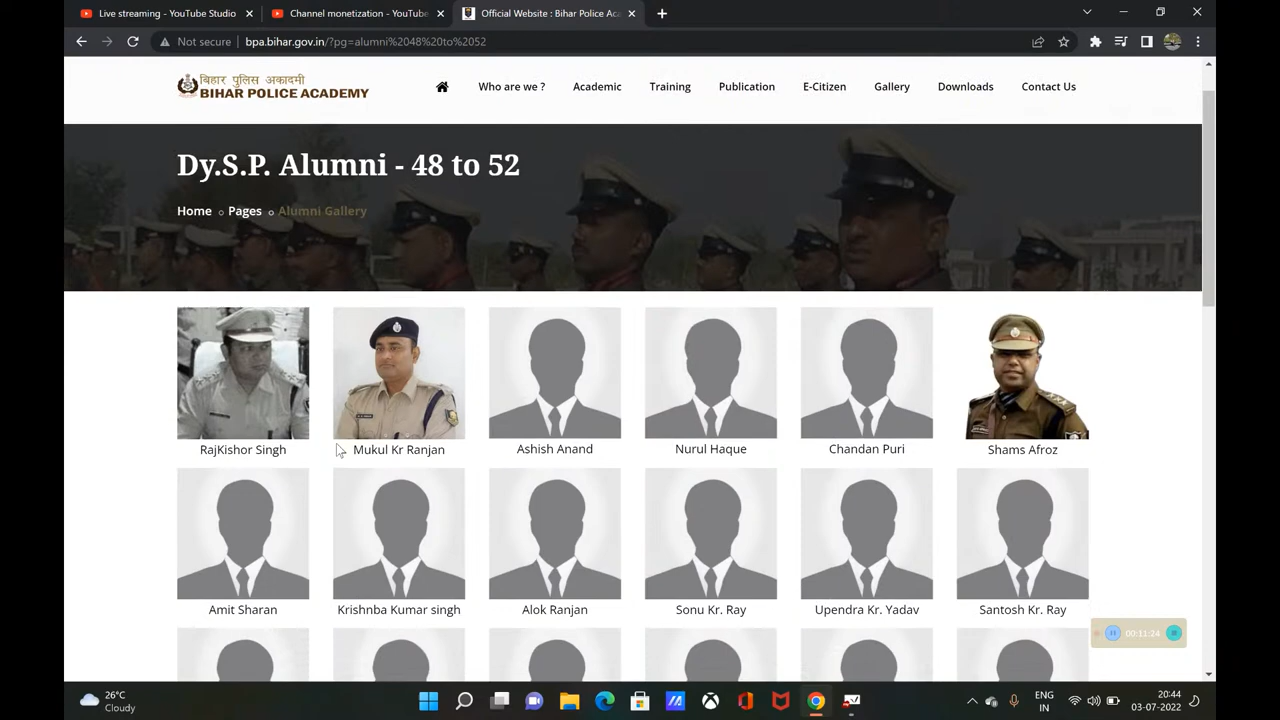 Live streaming - YouTube Studio
Channel monetization - YouTube
Official Website : Bihar Police Ac
Not secure
bpa.bihar.gov.in/?pg=alumni%2048%20to%2052
बिहार पुलिस अकादमी
BIHAR POLICE ACADEMY
Who are we ?
Academic
Training
Publication
E-Citizen
Gallery
Downloads
Contact Us
Dy.S.P. Alumni - 48 to 52
Home
Pages
Alumni Gallery
RajKishor Singh
Mukul Kr Ranjan
Ashish Anand
Nurul Haque
Chandan Puri
Shams Afroz
Amit Sharan
Krishnba Kumar singh
Alok Ranjan
Sonu Kr. Ray
Upendra Kr. Yadav
Santosh Kr. Ray
00:11:24
26°C
Cloudy
ENG
IN
20:44
03-07-2022